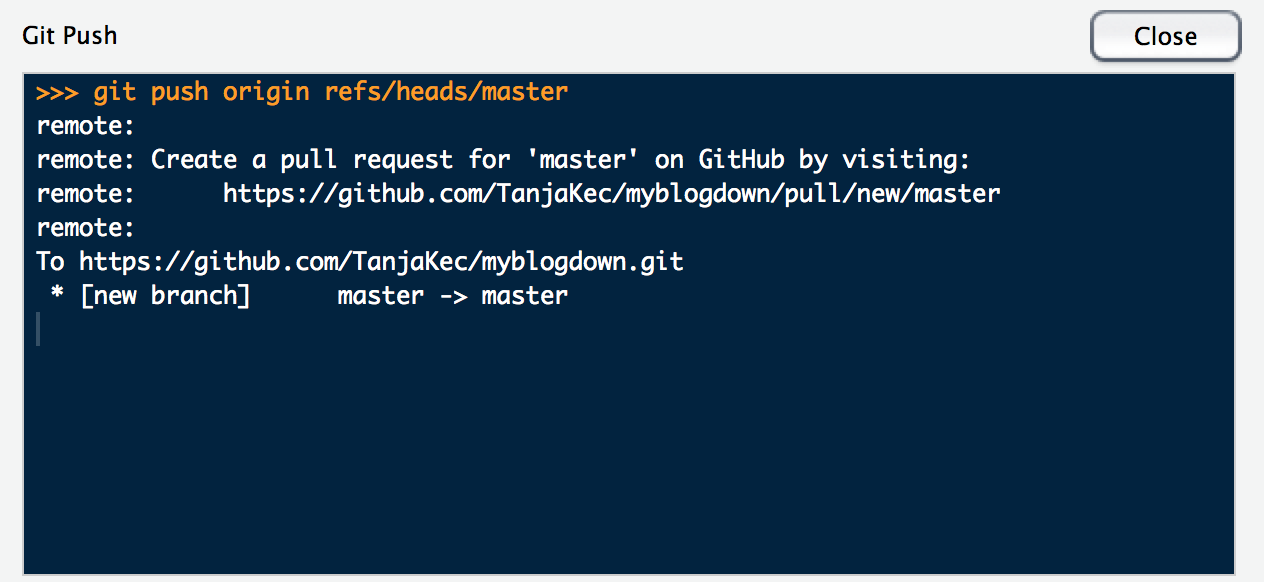 Git Push
Close
>>> git push origin refs/heads/master
remote:
remote: Create a pull request for 'master' on GitHub by visiting:
remote:      https://github.com/TanjaKec/myblogdown/pull/new/master
remote:
To https://github.com/TanjaKec/myblogdown.git
 * [new branch]      master -> master